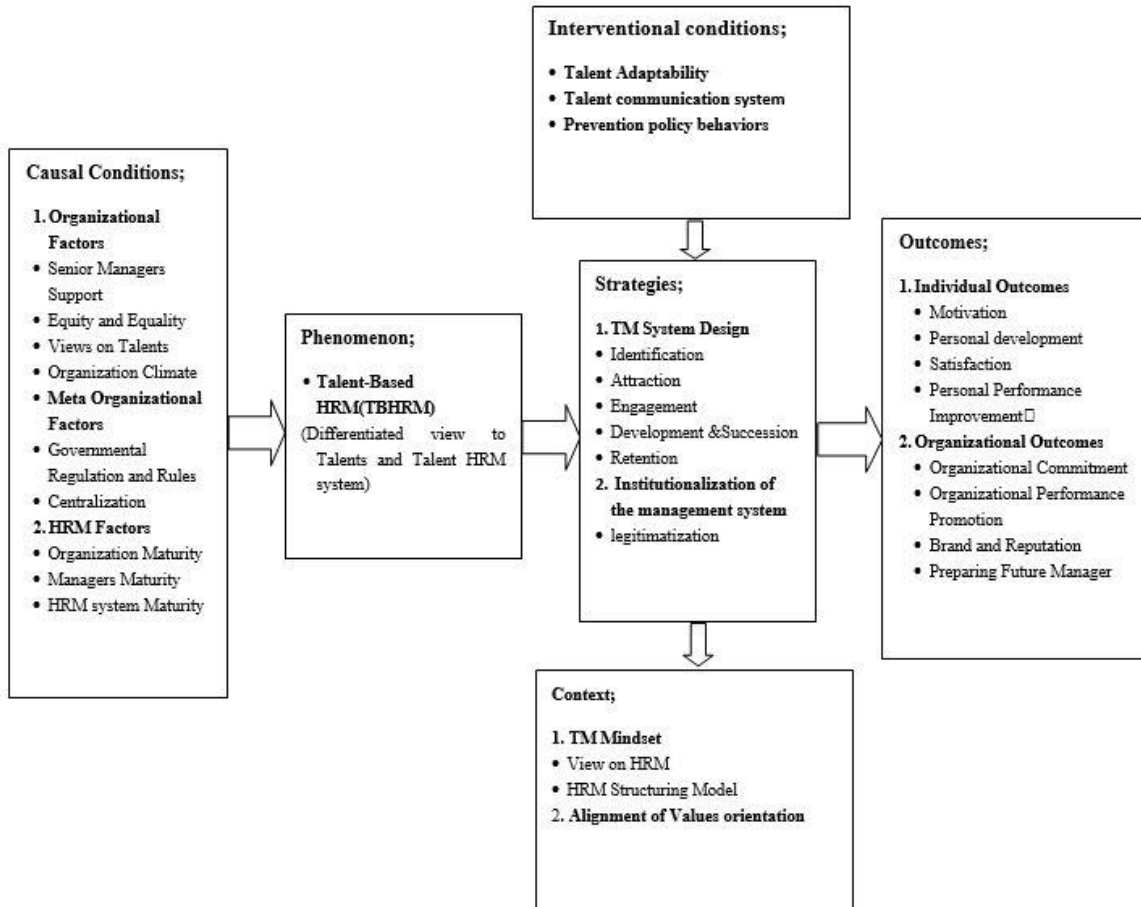 Interventional conditions;
• Talent Adaptability
• Talent communication system
• Prevention policy behaviors
Causal Conditions;
1. Organizational
Factors
• Senior Managers
Support
• Equity and Equality
• Views on Talents
• Organization Climate
• Meta Organizational
Factors
• Governmental
Regulation and Rules
• Centralization
2. HRM Factors
• Organization Maturity
• Managers Maturity
• HRM system Maturity
Phenomenon;
• Talent-Based
HRM(TBHRM)
(Differentiated view to
Talents and Talent HRM
system)
Strategies;
1. TM System Design
• Identification
• Attraction
• Engagement
• Development &Succession
• Retention
2. Institutionalization of
the management system
• legitimatization
Outcomes;
1. Individual Outcomes
• Motivation
• Personal development
• Satisfaction
• Personal Performance
Improvement□
2. Organizational Outcomes
• Organizational Commitment
• Organizational Performance
Promotion
• Brand and Reputation
• Preparing Future Manager
Context;
1. TM Mindset
• View on HRM
• HRM Structuring Model
2. Alignment of Values orientation